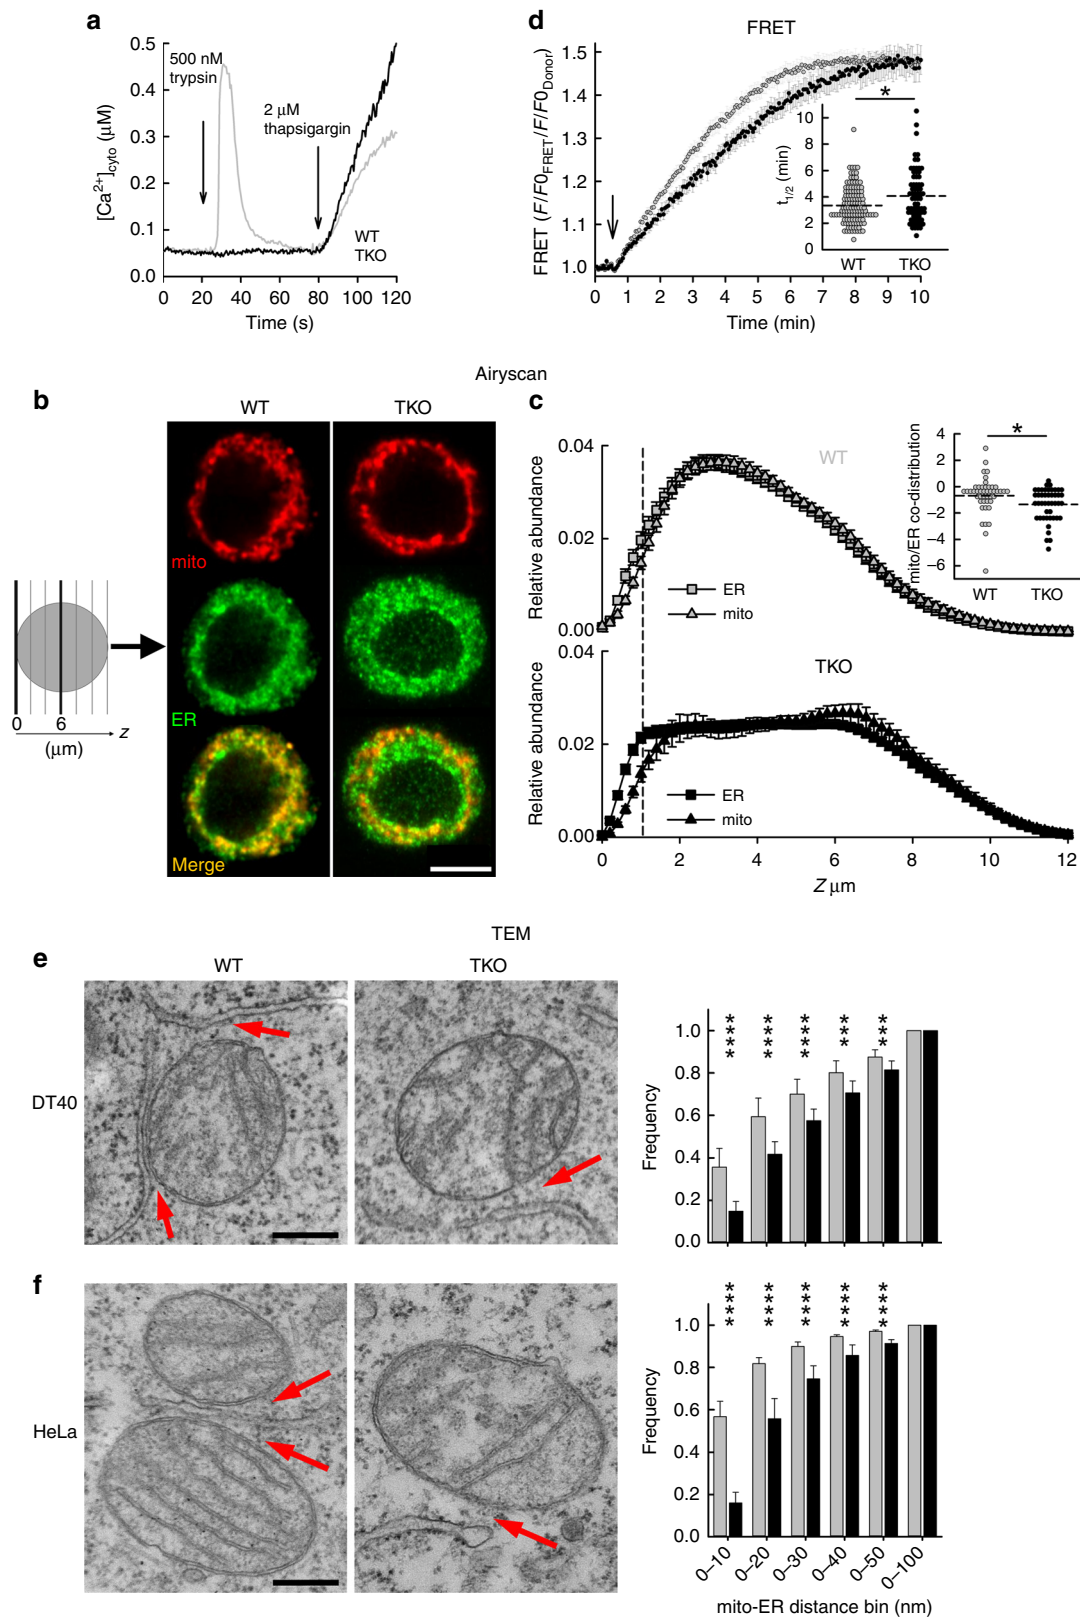 a
0.5
0.4
0.3
0.2
0.1
0.0
[Ca²⁺]cyto (μM)
500 nM
trypsin
2 μM
thapsigargin
WT
TKO
0 20 40 60 80 100 120
Time (s)
d
FRET
1.5
1.4
1.3
1.2
1.1
1.0
FRET (F/F0FRET/F/F0Donor)
*
10
8
6
4
2
0
t1/2 (min)
WT TKO
0 1 2 3 4 5 6 7 8 9 10
Time (min)
Airyscan
b
WT TKO
mito
ER
Merge
0 6
z
(μm)
c
0.04
0.02
0.00
Relative abundance
WT
ER
mito
*
4
2
0
−2
−4
−6
mito/ER co-distribution
WT TKO
0.04
0.02
0.00
Relative abundance
TKO
ER
mito
0 2 4 6 8 10 12
Z μm
TEM
e
WT TKO
DT40
1.0
0.8
0.6
0.4
0.2
0.0
Frequency
**** **** **** *** ***
f
HeLa
1.0
0.8
0.6
0.4
0.2
0.0
Frequency
**** **** **** **** ****
0–10 0–20 0–30 0–40 0–50 0–100
mito-ER distance bin (nm)